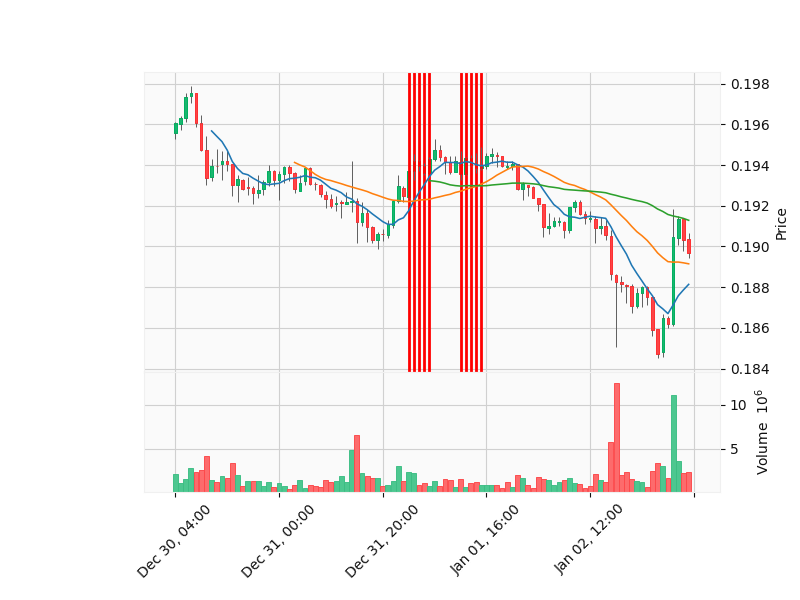 0.198
0.196
0.194
0.192
0.190
0.188
0.186
0.184
Price
10
5
Volume 10^6
Dec 30, 04:00
Dec 31, 00:00
Dec 31, 20:00
Jan 01, 16:00
Jan 02, 12:00